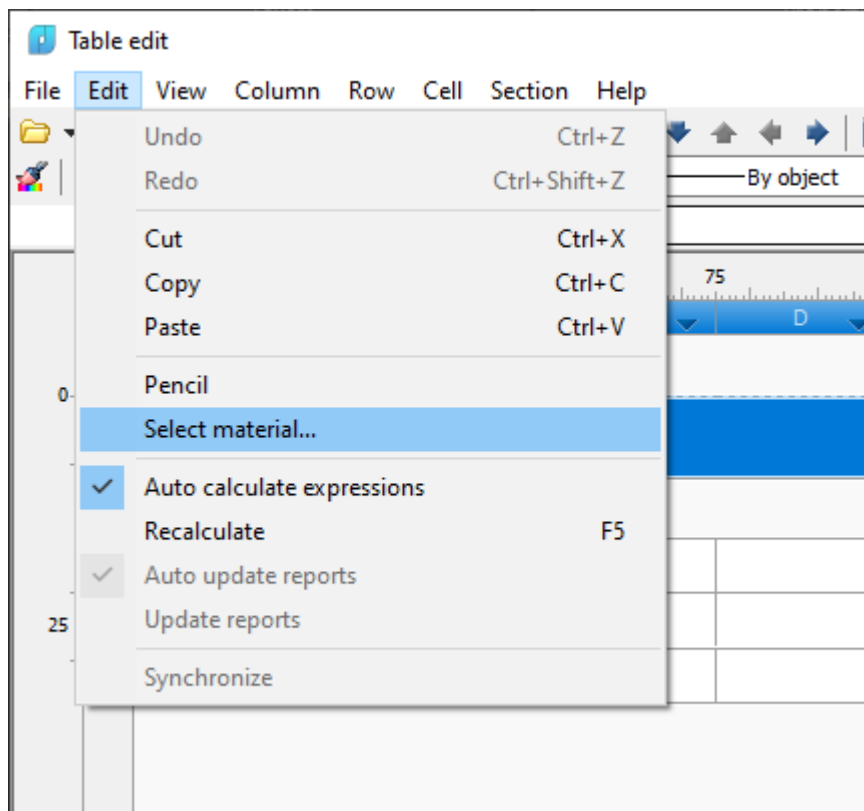 Table edit
File Edit View Column Row Cell Section Help
Undo Ctrl+Z
Redo Ctrl+Shift+Z
By object
Cut Ctrl+X
Copy Ctrl+C
75
Paste Ctrl+V
D
Pencil
0
Select material...
Auto calculate expressions
Recalculate F5
Auto update reports
Update reports
25
Synchronize